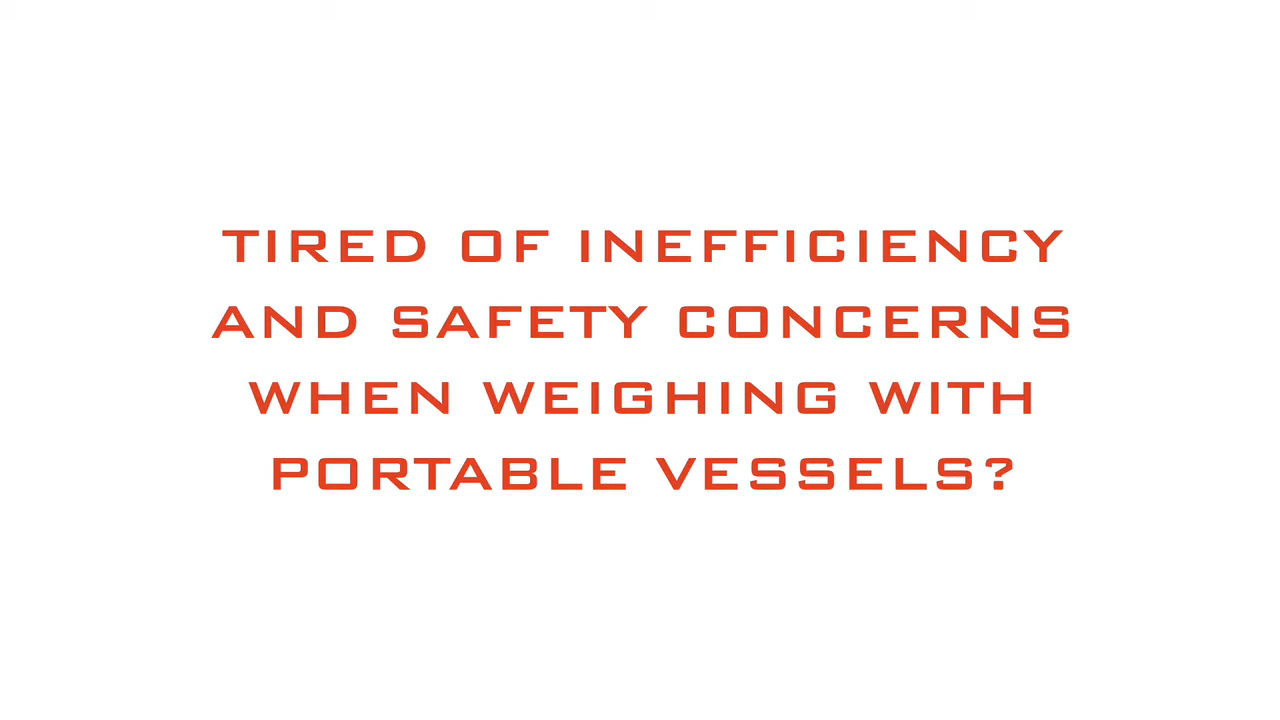 TIRED OF INEFFICIENCY
AND SAFETY CONCERNS
WHEN WEIGHING WITH
PORTABLE VESSELS?